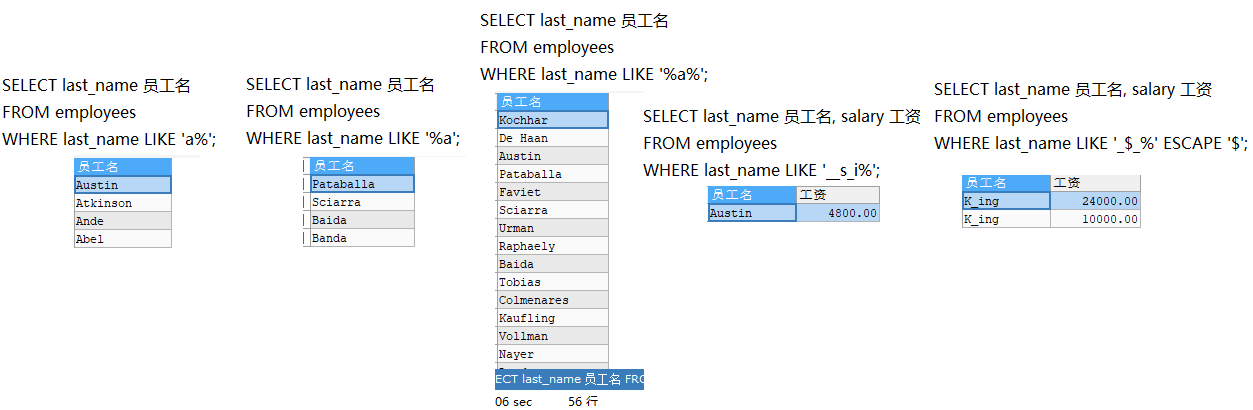 SELECT last_name 员工名
FROM employees
WHERE last_name LIKE 'a%';
员工名
Austin
Atkinson
Ande
Abel
SELECT last_name 员工名
FROM employees
WHERE last_name LIKE '%a';
员工名
Pataballa
Sciarra
Baida
Banda
SELECT last_name 员工名
FROM employees
WHERE last_name LIKE '%a%';
员工名
Kochhar
De Haan
Austin
Pataballa
Faviet
Sciarra
Urman
Raphaely
Baida
Tobias
Colmenares
Kaufling
Vollman
Nayer
ECT last_name 员工名 FRO
06 sec 56 行
SELECT last_name 员工名, salary 工资
FROM employees
WHERE last_name LIKE '__s_i%';
员工名 工资
Austin 4800.00
SELECT last_name 员工名, salary 工资
FROM employees
WHERE last_name LIKE '_$_%' ESCAPE '$';
员工名 工资
K_ing 24000.00
K_ing 10000.00